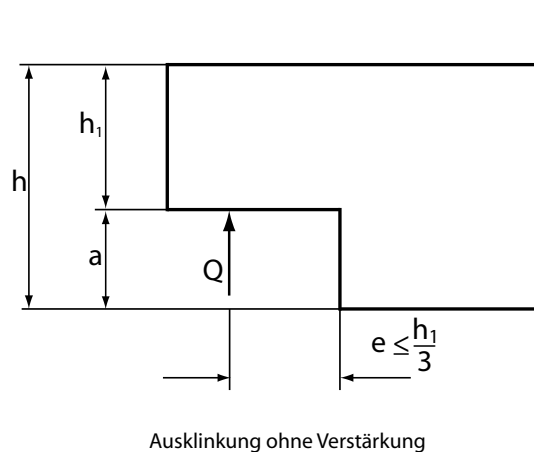 h₁
h
a
Q
e ≤ h₁/3
Ausklinkung ohne Verstärkung